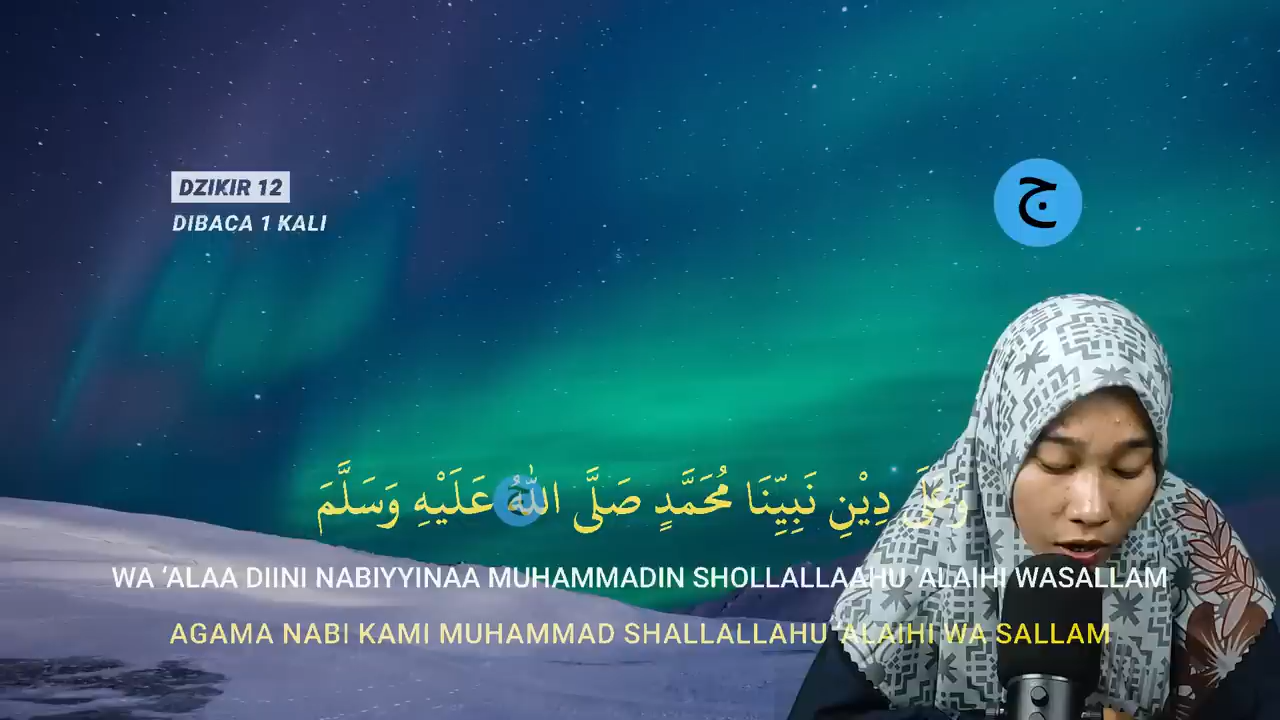 DZIKIR 12
DIBACA 1 KALI
ج
وَعَلَى دِيْنِ نَبِيِّنَا مُحَمَّدٍ صَلَّى اللهُ عَلَيْهِ وَسَلَّمَ
ج
WA ‘ALAA DIINI NABIYYINAA MUHAMMADIN SHOLLALLAAHU ‘ALAIHI WASALLAM
AGAMA NABI KAMI MUHAMMAD SHALLALLAHU ‘ALAIHI WA SALLAM